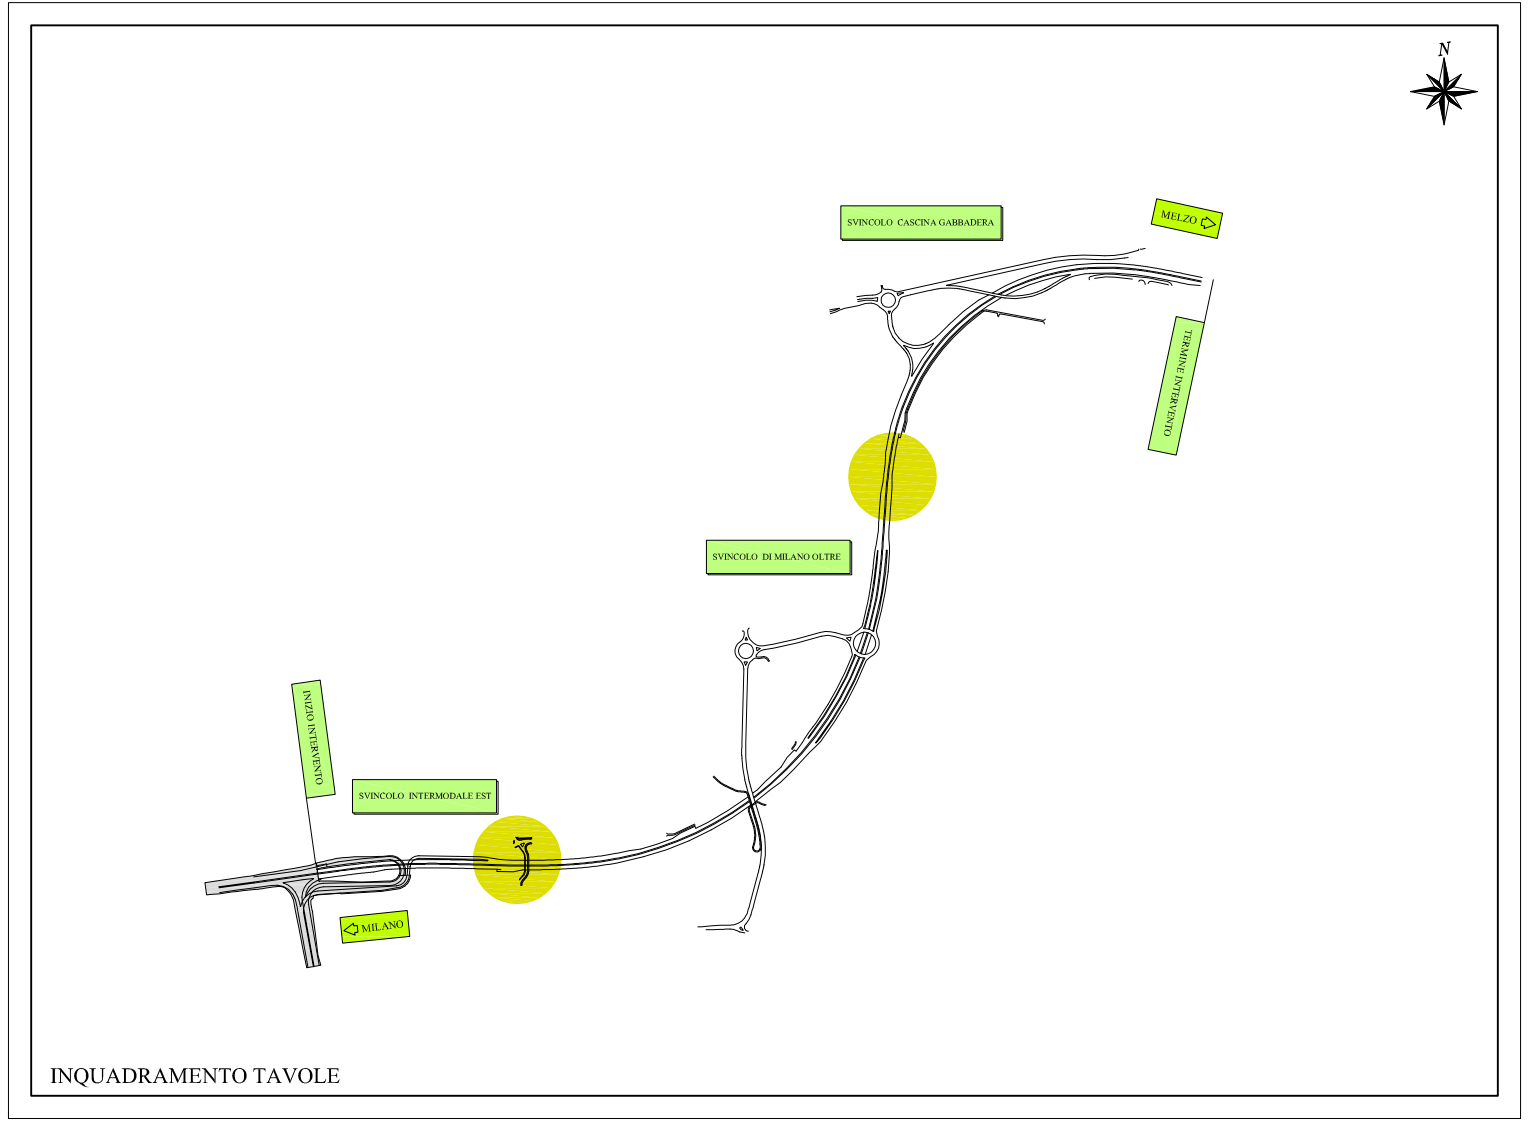 N
SVINCOLO CASCINA GABBADERA
MELZO
TERMINE INTERVENTO
SVINCOLO DI MILANO OLTRE
INIZIO INTERVENTO
SVINCOLO INTERMODALE EST
MILANO
INQUADRAMENTO TAVOLE